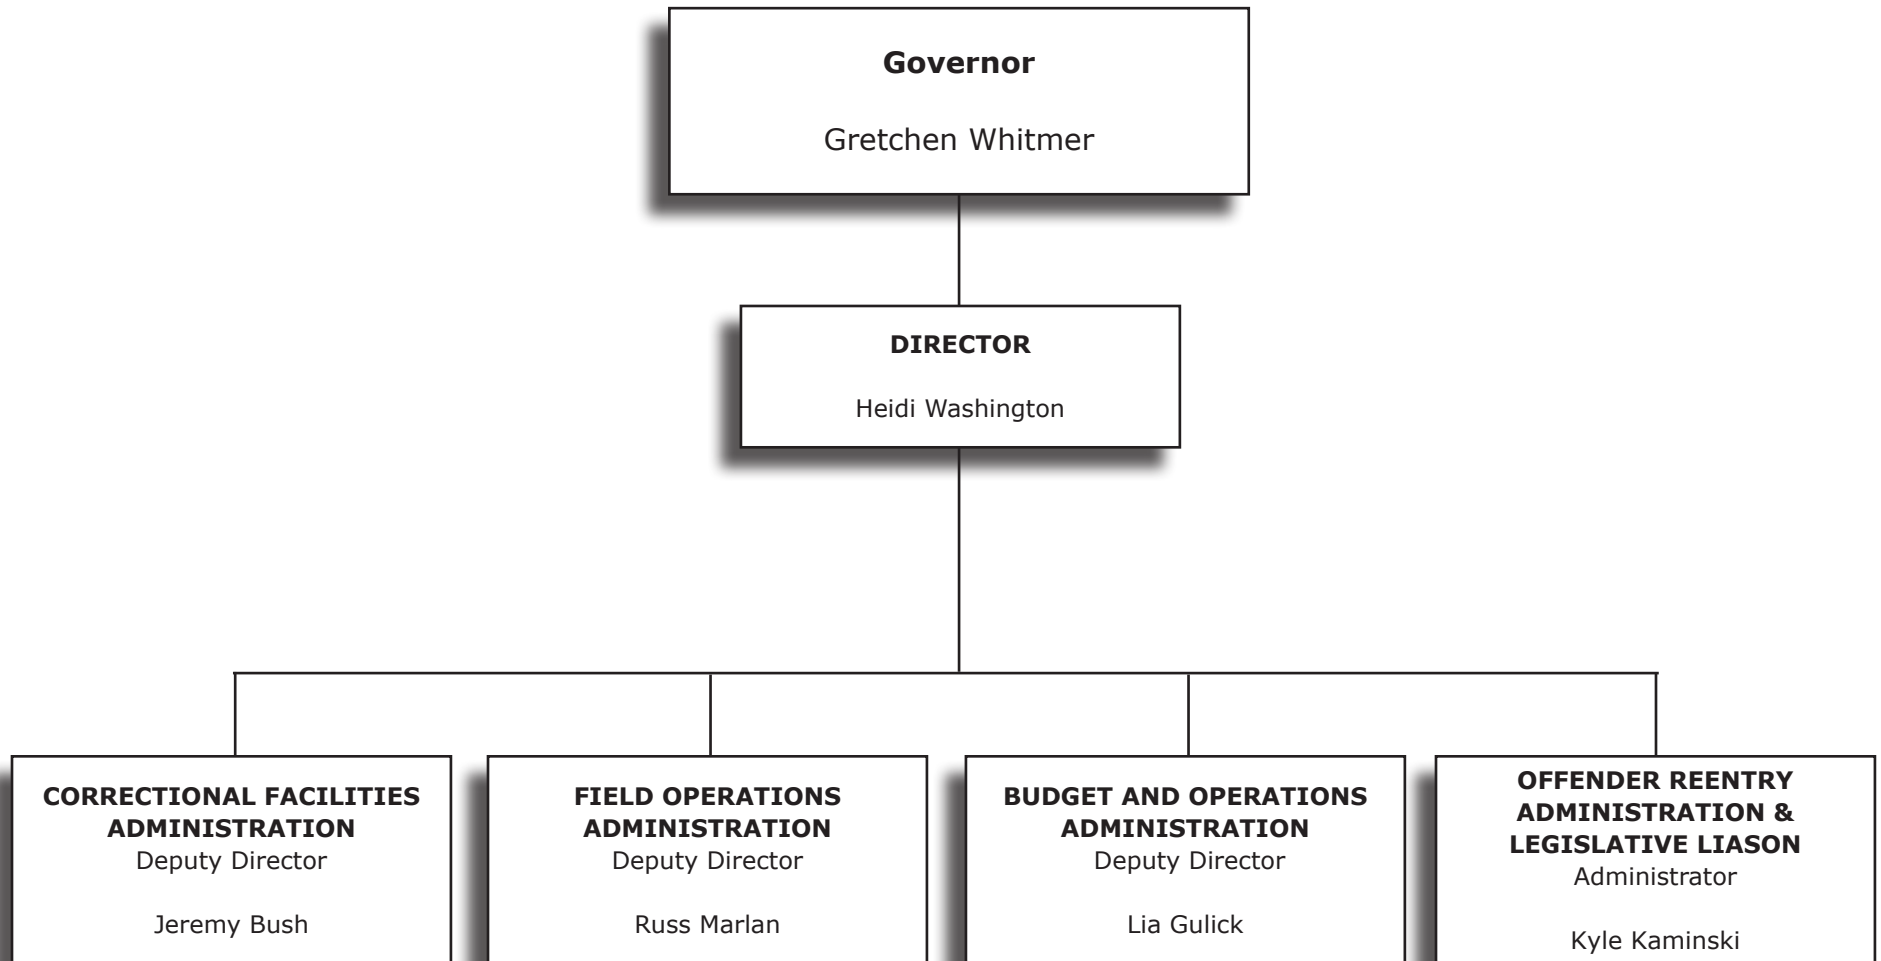 Governor
Gretchen Whitmer
DIRECTOR
Heidi Washington
CORRECTIONAL FACILITIES
ADMINISTRATION
Deputy Director
Jeremy Bush
FIELD OPERATIONS
ADMINISTRATION
Deputy Director
Russ Marlan
BUDGET AND OPERATIONS
ADMINISTRATION
Deputy Director
Lia Gulick
OFFENDER REENTRY
ADMINISTRATION &
LEGISLATIVE LIASON
Administrator
Kyle Kaminski